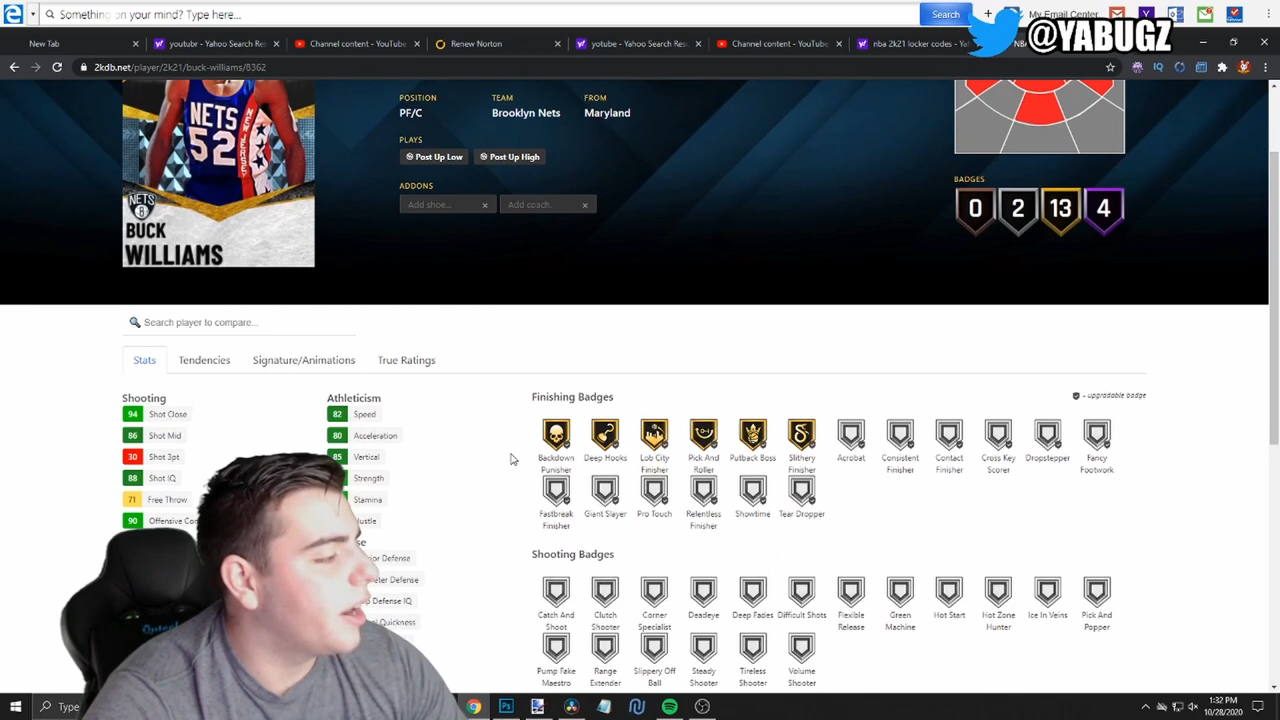 Something on your mind? Type here...
Search
My Email Center
@YABUGZ
New Tab
youtubr - Yahoo Search Res
Channel content - YouTube
Renew Norton
yotube - Yahoo Search Res
Channel content - YouTube
nba 2k21 locker codes - Ya
2kdb.net/player/2k21/buck-williams/8362
POSITION
TEAM
FROM
PF/C
Brooklyn Nets
Maryland
PLAYS
Post Up Low
Post Up High
ADDONS
Add shoe...
Add coach.
BADGES
0
2
13
4
NETS
52
NETS
BUCK
WILLIAMS
Search player to compare...
Stats
Tendencies
Signature/Animations
True Ratings
Shooting
94 Shot Close
86 Shot Mid
30 Shot 3pt
88 Shot IQ
71 Free Throw
90 Offensive Con
Athleticism
82 Speed
80 Acceleration
85 Vertical
Strength
Stamina
Finishing Badges
- upgradable badge
Backdown Punisher
Deep Hooks
Lob City Finisher
Pick And Roller
Putback Boss
Slithery Finisher
Acrobat
Consistent Finisher
Contact Finisher
Cross Key Scorer
Dropstepper
Fancy Footwork
Fastbreak Finisher
Giant Slayer
Pro Touch
Relentless Finisher
Showtime
Tear Dropper
Shooting Badges
Catch And Shoot
Clutch Shooter
Corner Specialist
Deadeye
Deep Fades
Difficult Shots
Flexible Release
Green Machine
Hot Start
Hot Zone Hunter
Ice In Veins
Pick And Popper
Pump Fake Maestro
Range Extender
Slippery Off Ball
Steady Shooter
Tireless Shooter
Volume Shooter
Type
1:32 PM
10/28/2020